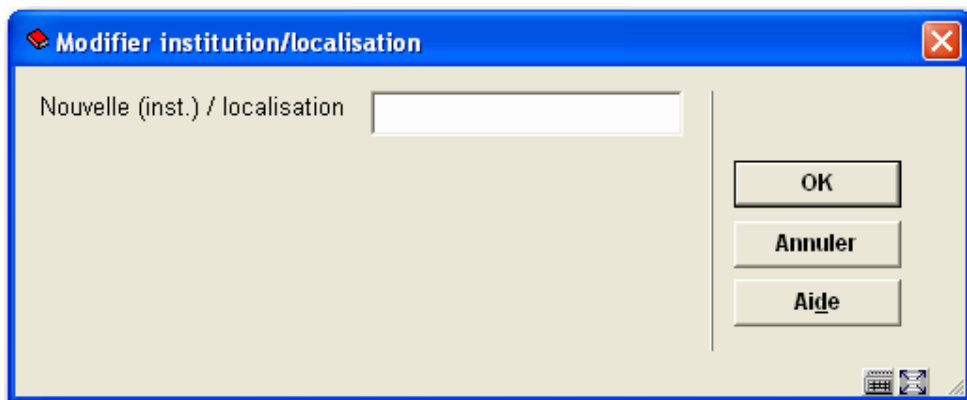 Modifier institution/localisation
Nouvelle (inst.) / localisation
OK
Annuler
Aide